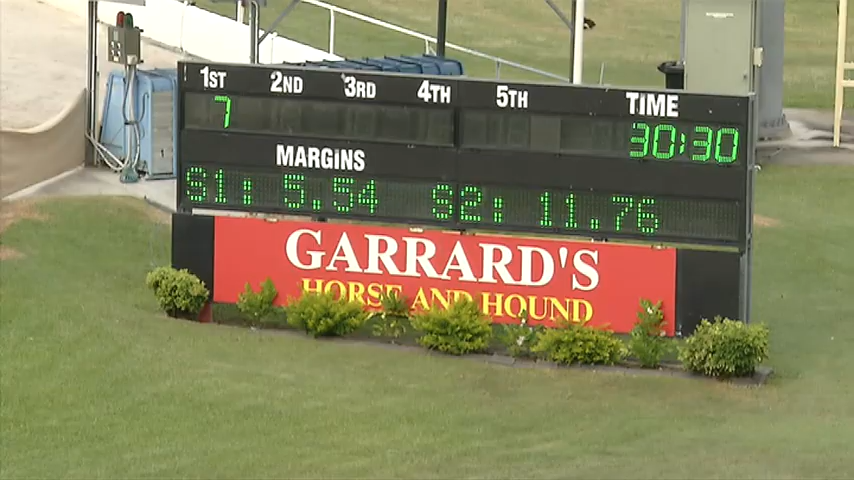 1ST 2ND 3RD 4TH 5TH TIME
7 30:30
MARGINS
S1: 5.54 S2: 11.76
GARRARD'S
HORSE AND HOUND